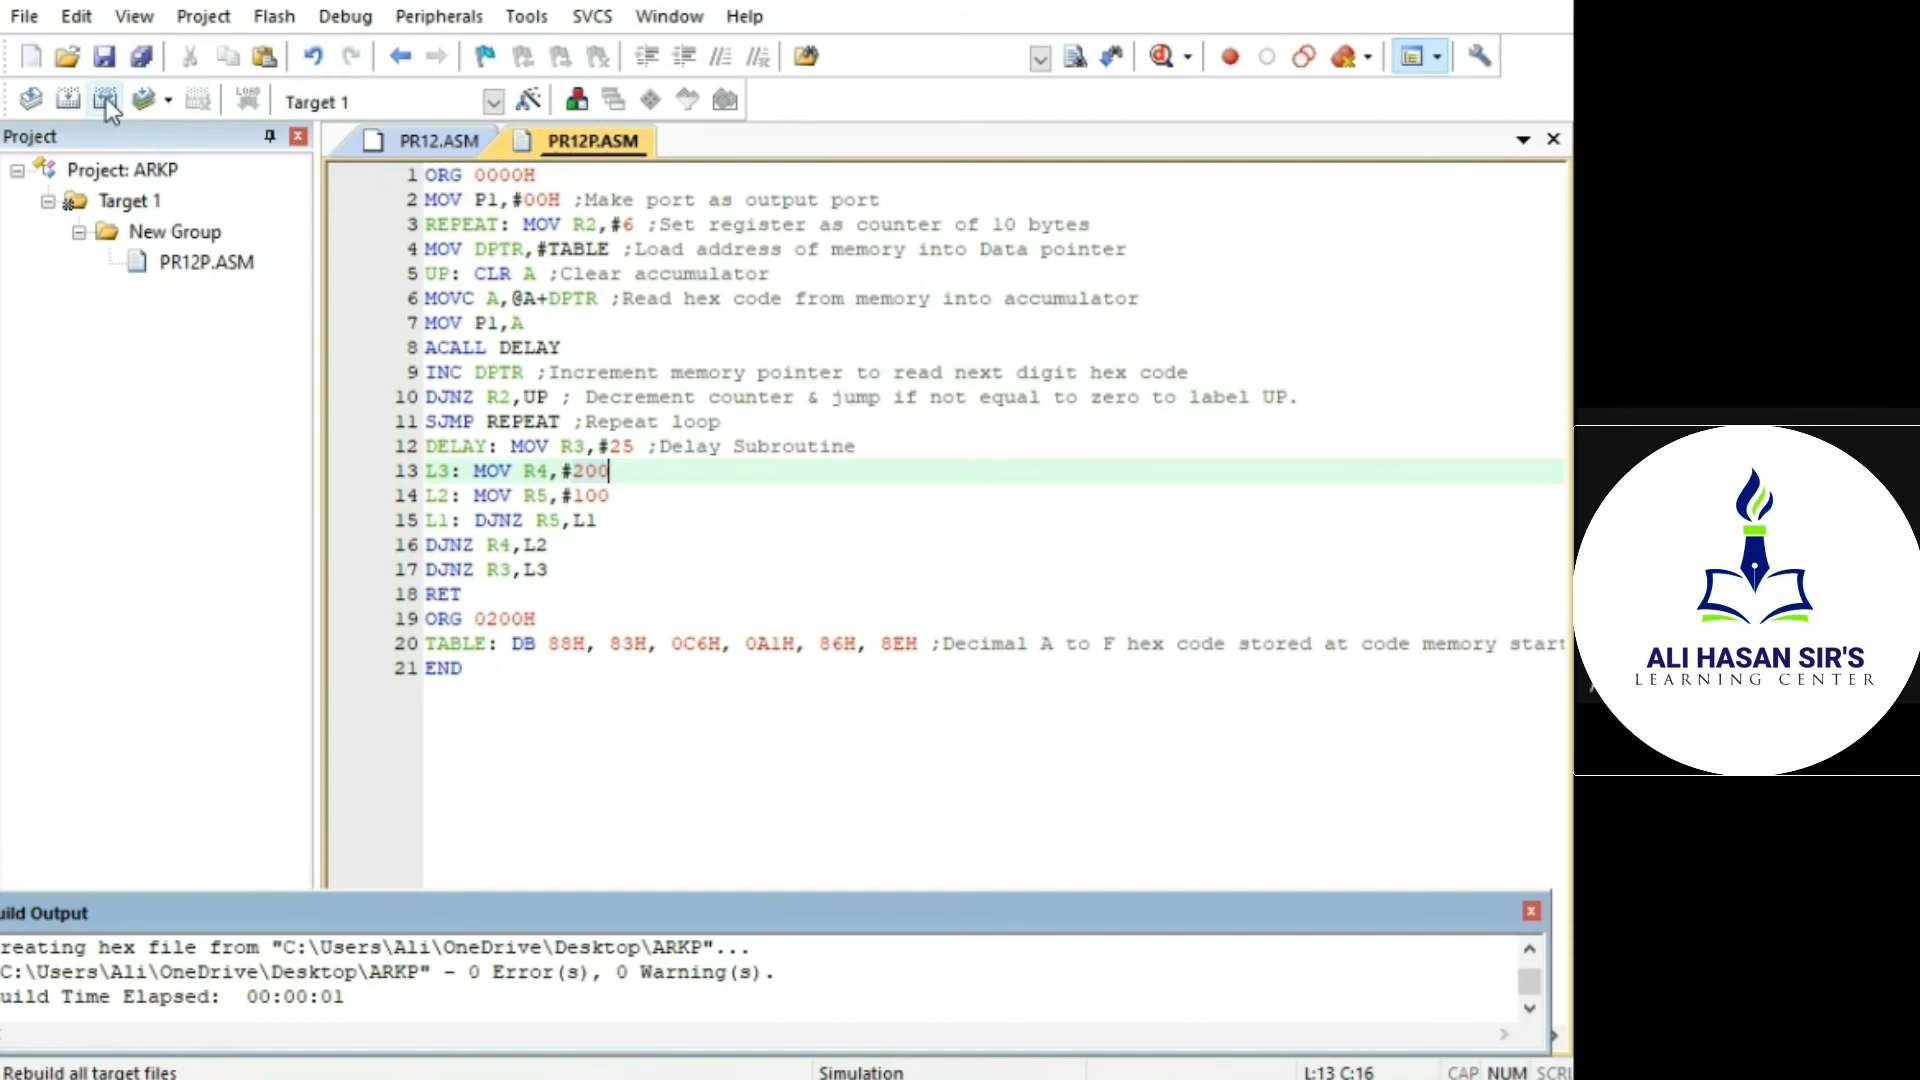 File Edit View Project Flash Debug Peripherals Tools SVCS Window Help
LOAD
Target 1
Project
PR12.ASM PR12P.ASM
Project: ARKP
Target 1
New Group
PR12P.ASM
1 ORG 0000H
2 MOV P1,#00H ;Make port as output port
3 REPEAT: MOV R2,#6 ;Set register as counter of 10 bytes
4 MOV DPTR,#TABLE ;Load address of memory into Data pointer
5 UP: CLR A ;Clear accumulator
6 MOVC A,@A+DPTR ;Read hex code from memory into accumulator
7 MOV P1,A
8 ACALL DELAY
9 INC DPTR ;Increment memory pointer to read next digit hex code
10 DJNZ R2,UP ; Decrement counter & jump if not equal to zero to label UP.
11 SJMP REPEAT ;Repeat loop
12 DELAY: MOV R3,#25 ;Delay Subroutine
13 L3: MOV R4,#200
14 L2: MOV R5,#100
15 L1: DJNZ R5,L1
16 DJNZ R4,L2
17 DJNZ R3,L3
18 RET
19 ORG 0200H
20 TABLE: DB 88H, 83H, 0C6H, 0A1H, 86H, 8EH ;Decimal A to F hex code stored at code memory start
21 END
ALI HASAN SIR'S
LEARNING CENTER
uild Output
reating hex file from "C:\Users\Ali\OneDrive\Desktop\ARKP"...
C:\Users\Ali\OneDrive\Desktop\ARKP" - 0 Error(s), 0 Warning(s).
uild Time Elapsed:  00:00:01
Rebuild all target files
Simulation
L:13 C:16
CAP NUM SCRL